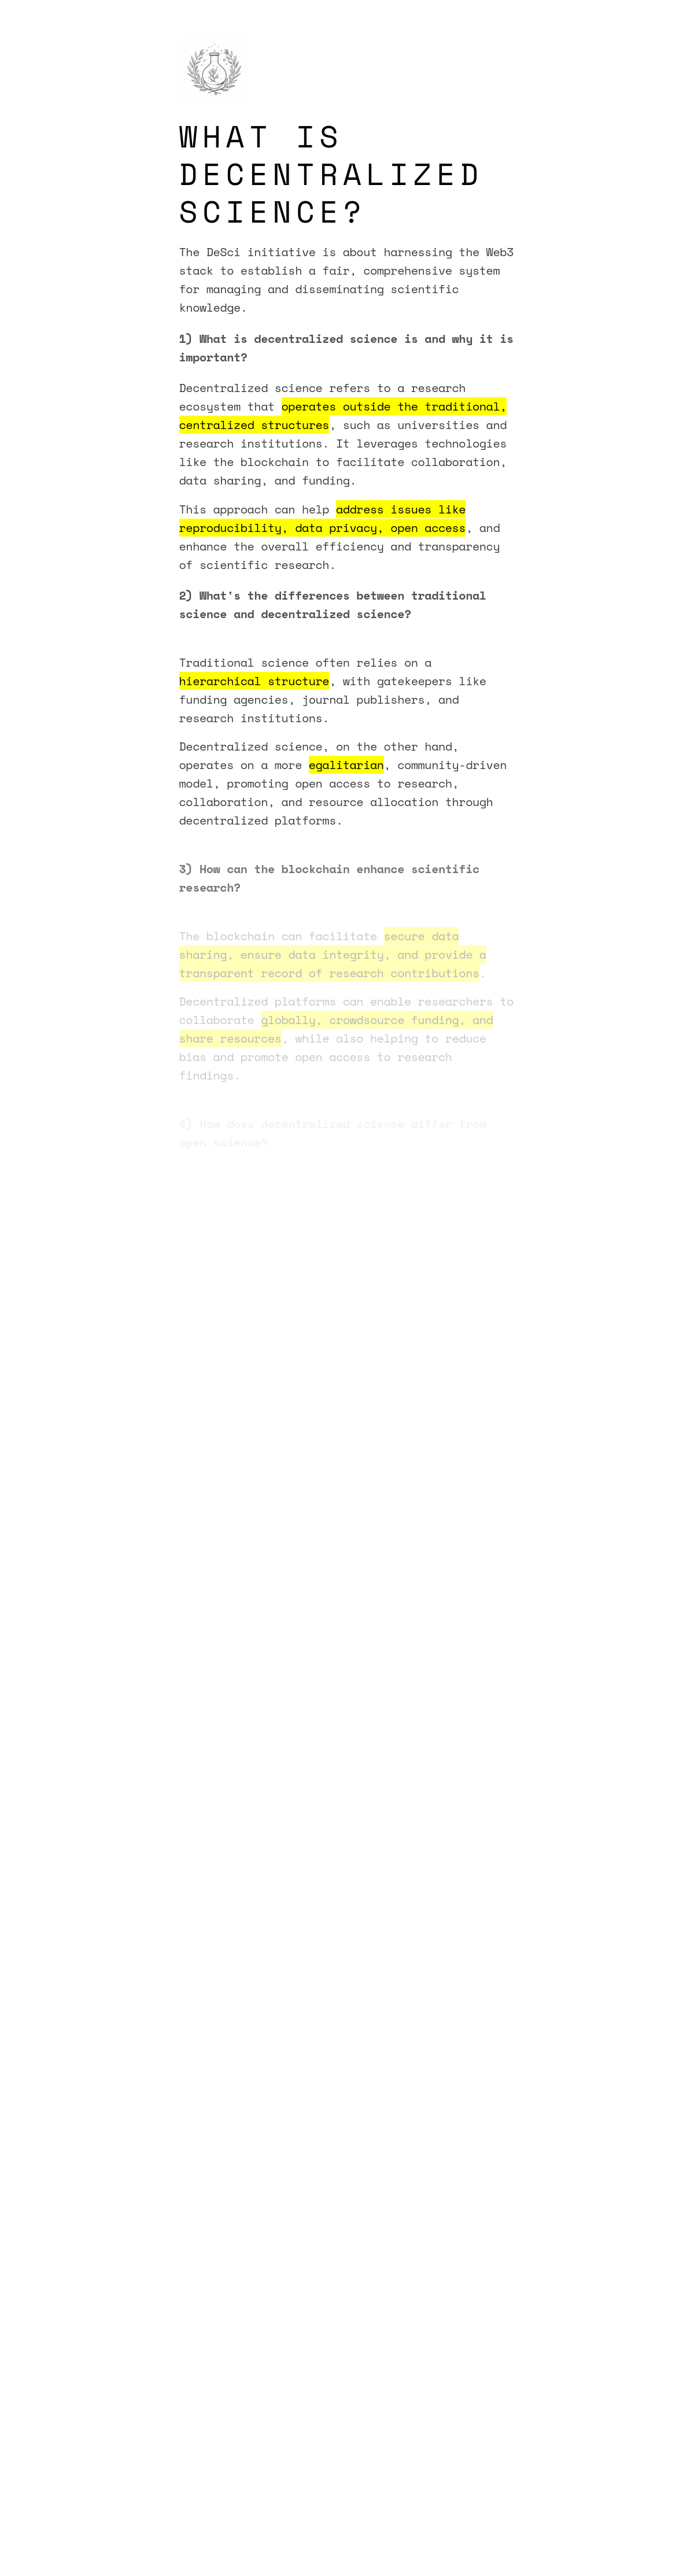 WHAT IS
DECENTRALIZED
SCIENCE?
The DeSci initiative is about harnessing the Web3
stack to establish a fair, comprehensive system
for managing and disseminating scientific
knowledge.
1) What is decentralized science is and why it is
important?
Decentralized science refers to a research
ecosystem that operates outside the traditional,
centralized structures, such as universities and
research institutions. It leverages technologies
like the blockchain to facilitate collaboration,
data sharing, and funding.
This approach can help address issues like
reproducibility, data privacy, open access, and
enhance the overall efficiency and transparency
of scientific research.
2) What's the differences between traditional
science and decentralized science?
Traditional science often relies on a
hierarchical structure, with gatekeepers like
funding agencies, journal publishers, and
research institutions.
Decentralized science, on the other hand,
operates on a more egalitarian, community-driven
model, promoting open access to research,
collaboration, and resource allocation through
decentralized platforms.
3) How can the blockchain enhance scientific
research?
The blockchain can facilitate secure data
sharing, ensure data integrity, and provide a
transparent record of research contributions.
Decentralized platforms can enable researchers to
collaborate globally, crowdsource funding, and
share resources, while also helping to reduce
bias and promote open access to research
findings.
4) How does decentralized science differ from
open science?